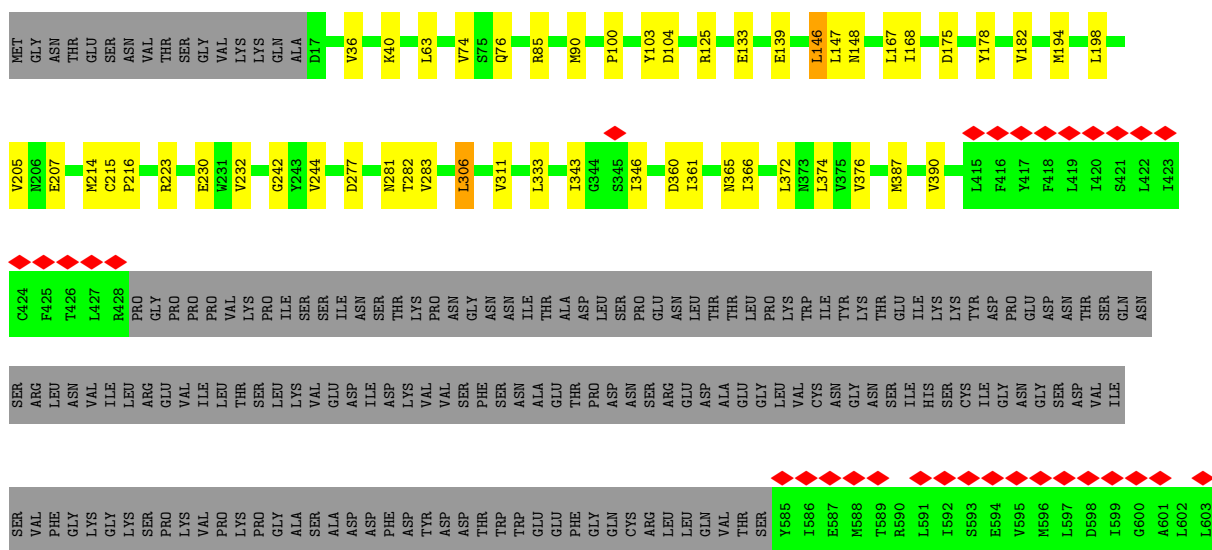 MET GLY ASN THR GLU SER ASN VAL THR SER GLY VAL LYS LYS GLN ALA D17 V36 K40 L63 V74 S75 Q76 R85 M90 P100 Y103 D104 R125 E133 E139 L146 L147 N148 L167 I168 D175 Y178 V182 M194 L198
V205 N206 E207 M214 C215 P216 R223 E230 W231 V232 G242 Y243 V244 D277 N281 T282 V283 L306 V311 L333 I343 G344 S345 I346 D360 I361 N365 I366 L372 N373 L374 V375 V376 M387 V390 L415 F416 Y417 F418 L419 I420 S421 L422 I423
C424 F425 T426 L427 R428 PRO GLY PRO PRO PRO VAL LYS PRO ILE SER SER ILE ASN SER THR LYS PRO ASN GLY ASN ASN ILE THR ALA ASP LEU SER PRO GLU ASN LEU THR THR LEU PRO LYS TRP ILE TYR LYS THR GLU ILE LYS LYS TYR ASP PRO GLU ASP ASN THR SER GLN ASN
SER ARG LEU ASN VAL ILE LEU ARG GLU VAL ILE LEU THR SER LEU LYS VAL GLU ASP ILE ASP LYS VAL VAL SER PHE SER ASN ALA GLU THR PRO ASP ASN SER ARG GLU ASP ALA GLU GLY LEU VAL CYS ASN GLY ASN SER ILE HIS SER CYS ILE GLY ASN GLY SER ASP VAL ILE
SER VAL PHE GLY LYS GLY LYS SER PRO LYS VAL PRO LYS PRO GLY ALA SER ALA ASP ASP PHE ASP TYR ASP ASP THR TRP TRP GLU GLU PHE GLY GLN CYS ARG LEU LEU GLN VAL THR SER Y585 I586 E587 M588 T589 R590 L591 I592 S593 E594 V595 M596 L597 D598 I599 G600 A601 L602 L603